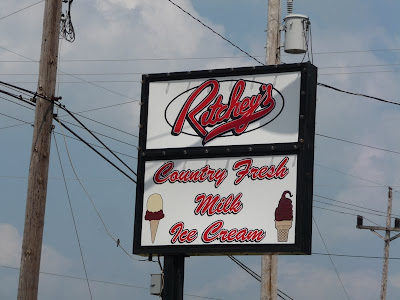 Ritchey's
Country Fresh
Milk
Ice Cream